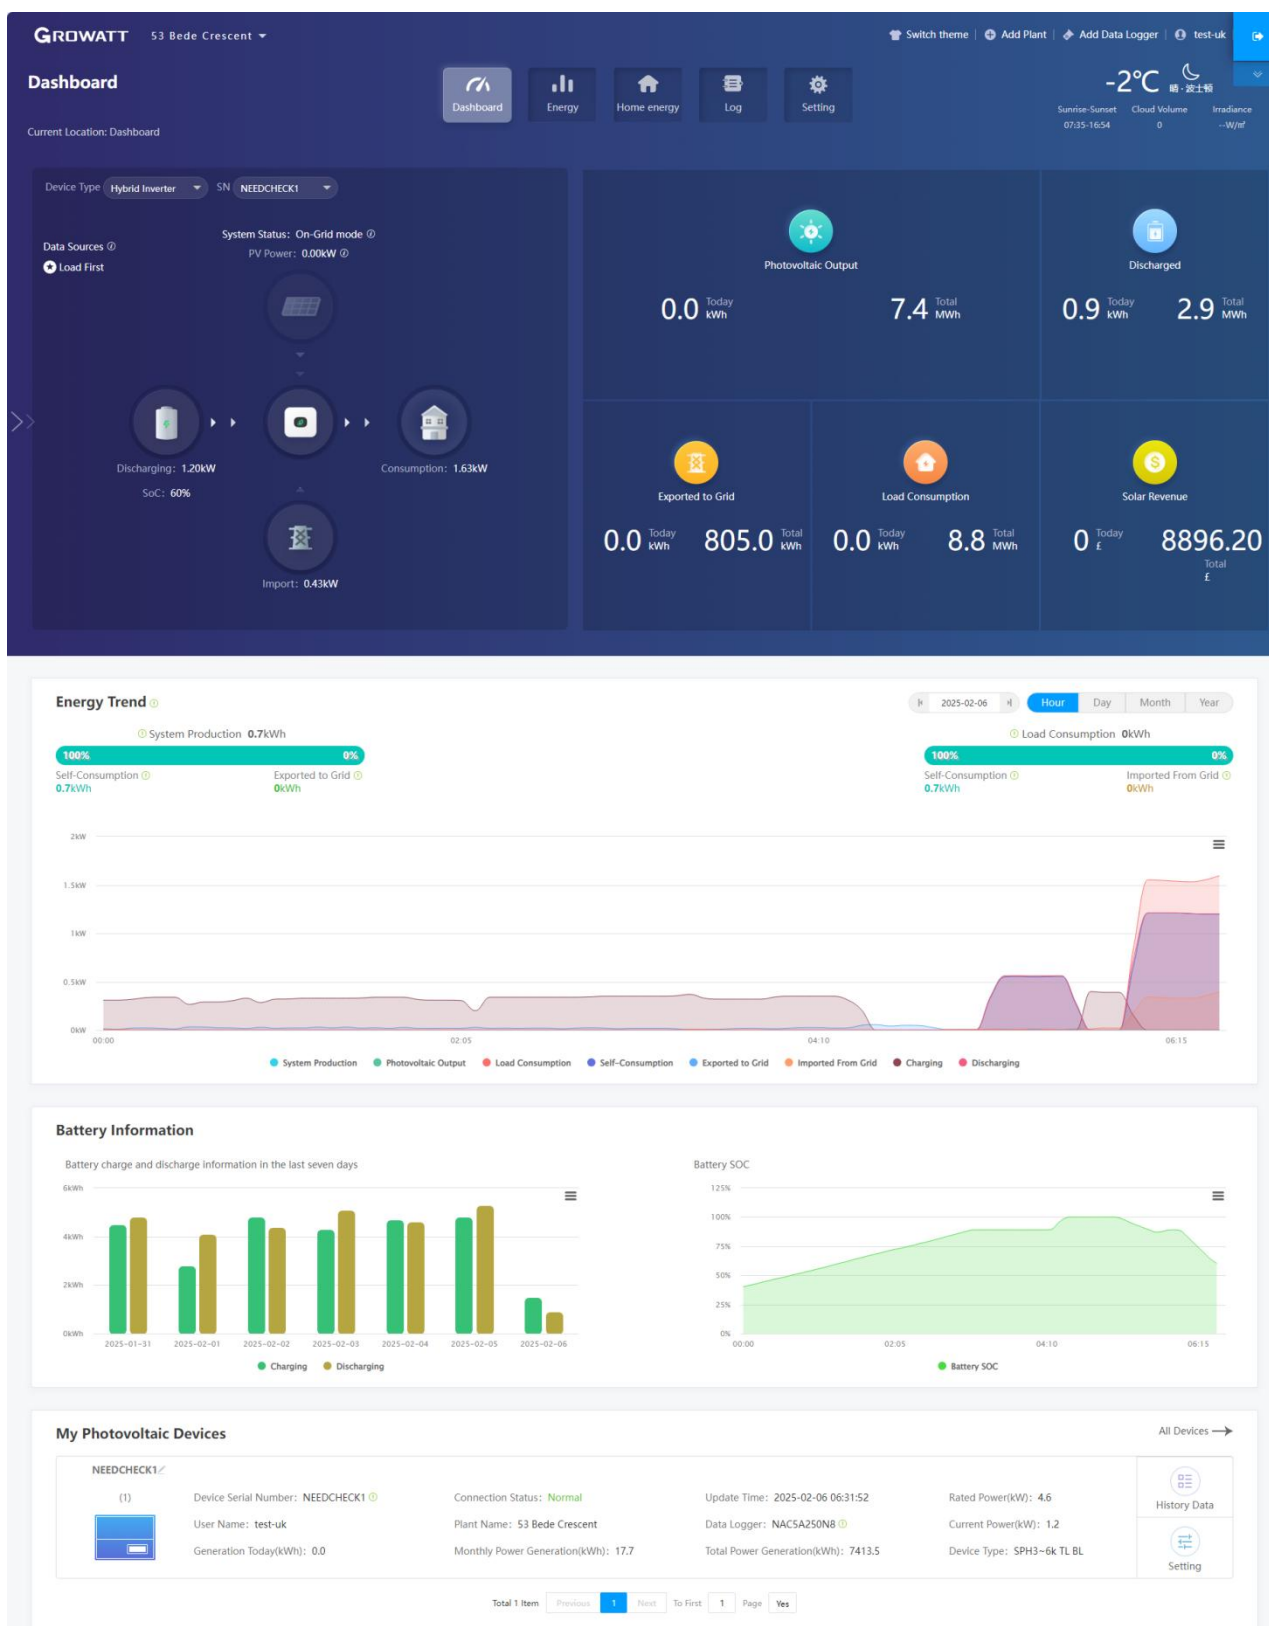 GROWATT 53 Bede Crescent
Switch theme | Add Plant | Add Data Logger | test-uk
Dashboard
Dashboard Energy Home energy Log Setting
-2℃ 晴 · 波士顿
Sunrise-Sunset Cloud Volume Irradiance
07:35-16:54 0 --W/㎡
Current Location: Dashboard
Device Type Hybrid Inverter SN NEEDCHECK1
System Status: On-Grid mode
Data Sources
PV Power: 0.00kW
Load First
Discharging: 1.20kW
SoC: 60%
Consumption: 1.63kW
Import: 0.43kW
Photovoltaic Output
0.0 Today kWh 7.4 Total MWh
Discharged
0.9 Today kWh 2.9 Total MWh
Exported to Grid
0.0 Today kWh 805.0 Total kWh
Load Consumption
0.0 Today kWh 8.8 Total MWh
Solar Revenue
0 Today £ 8896.20
Total
£
Energy Trend
2025-02-06 Hour Day Month Year
System Production 0.7kWh
100% 0%
Self-Consumption Exported to Grid
0.7kWh 0kWh
Load Consumption 0kWh
100% 0%
Self-Consumption Imported From Grid
0.7kWh 0kWh
2kW
1.5kW
1kW
0.5kW
0kW
00:00 02:05 04:10 06:15
System Production Photovoltaic Output Load Consumption Self-Consumption Exported to Grid Imported From Grid Charging Discharging
Battery Information
Battery charge and discharge information in the last seven days
6kWh
4kWh
2kWh
0kWh
2025-01-31 2025-02-01 2025-02-02 2025-02-03 2025-02-04 2025-02-05 2025-02-06
Charging Discharging
Battery SOC
125%
100%
75%
50%
25%
0%
00:00 02:05 04:10 06:15
Battery SOC
My Photovoltaic Devices
All Devices
NEEDCHECK1
(1)
Device Serial Number: NEEDCHECK1 Connection Status: Normal Update Time: 2025-02-06 06:31:52 Rated Power(kW): 4.6
User Name: test-uk Plant Name: 53 Bede Crescent Data Logger: NAC5A250N8 Current Power(kW): 1.2
Generation Today(kWh): 0.0 Monthly Power Generation(kWh): 17.7 Total Power Generation(kWh): 7413.5 Device Type: SPH3~6k TL BL
History Data
Setting
Total 1 Item Previous 1 Next To First 1 Page Yes